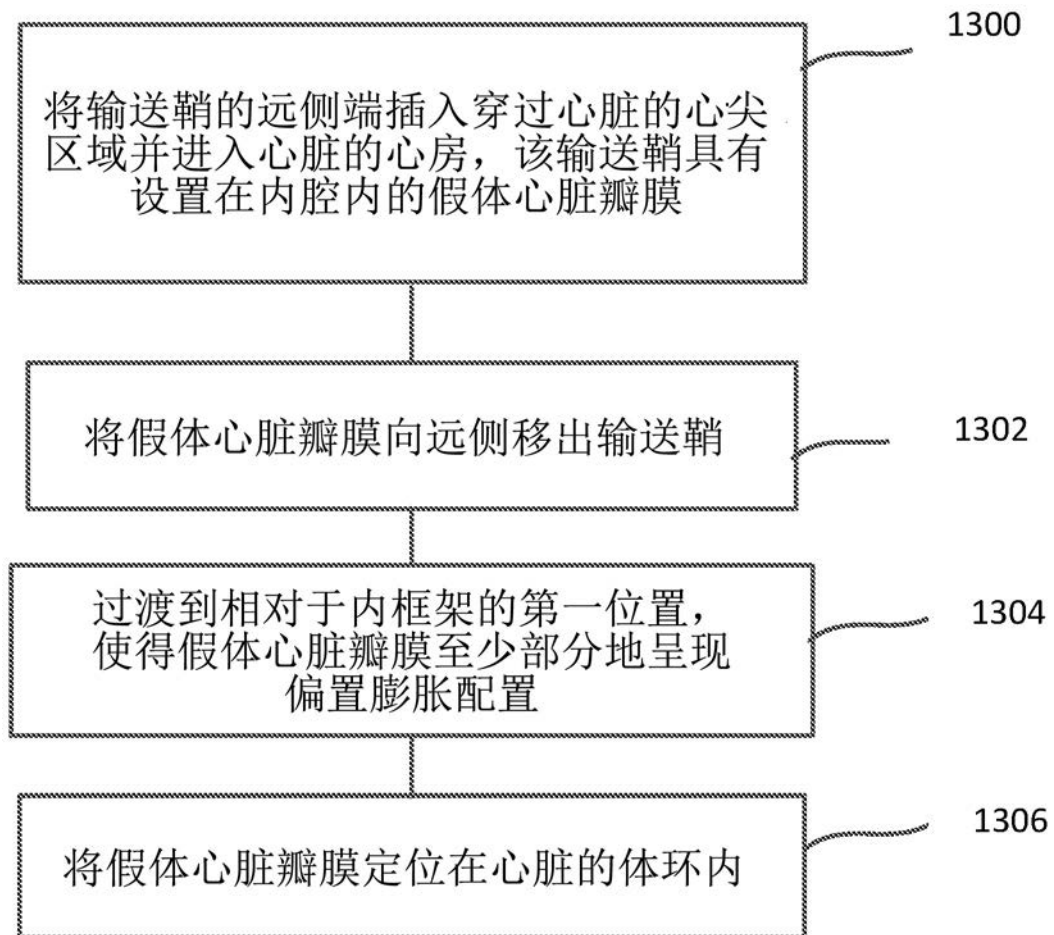 1300
将输送鞘的远侧端插入穿过心脏的心尖
区域并进入心脏的心房，该输送鞘具有
设置在内腔内的假体心脏瓣膜
将假体心脏瓣膜向远侧移出输送鞘
1302
过渡到相对于内框架的第一位置，
使得假体心脏瓣膜至少部分地呈现
偏置膨胀配置
1304
将假体心脏瓣膜定位在心脏的体环内
1306